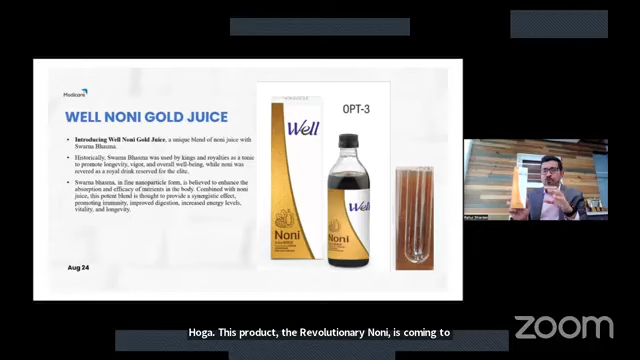 Modicare
WELL NONI GOLD JUICE
• Introducing Well Noni Gold Juice, a unique blend of noni juice with
Swarna Bhasma.
• Historically, Swarna Bhasma was used by kings and royalties as a tonic
to promote longevity, vigor, and overall well-being, while noni was
revered as a royal drink reserved for the elite.
• Swarna bhasma, in fine nanoparticle form, is believed to enhance the
absorption and efficacy of nutrients in the body. Combined with noni
juice, this potent blend is thought to provide a synergistic effect,
promoting immunity, improved digestion, increased energy levels,
vitality, and longevity.
Aug 24
OPT-3
Well
Noni
Well
Noni
Hoga. This product, the Revolutionary Noni, is coming to
zoom